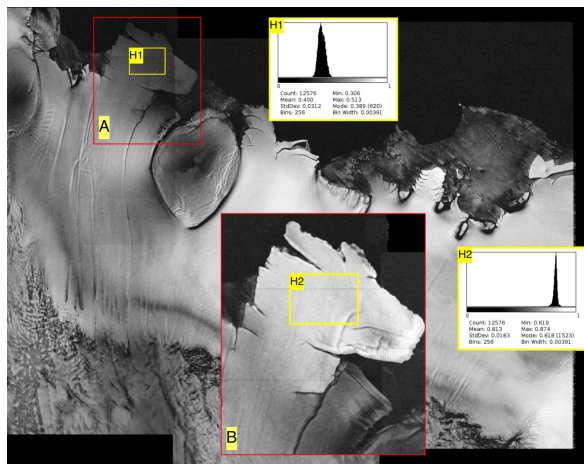 H1
0
1
Count: 12576 Min: 0.306
Mean: 0.400 Max: 0.513
StdDev: 0.0312 Mode: 0.389 (620)
Bins: 256 Bin Width: 0.00391
H1
A
H2
0
1
Count: 12576 Min: 0.619
Mean: 0.813 Max: 0.874
StdDev: 0.0183 Mode: 0.818 (1523)
Bins: 256 Bin Width: 0.00391
H2
B